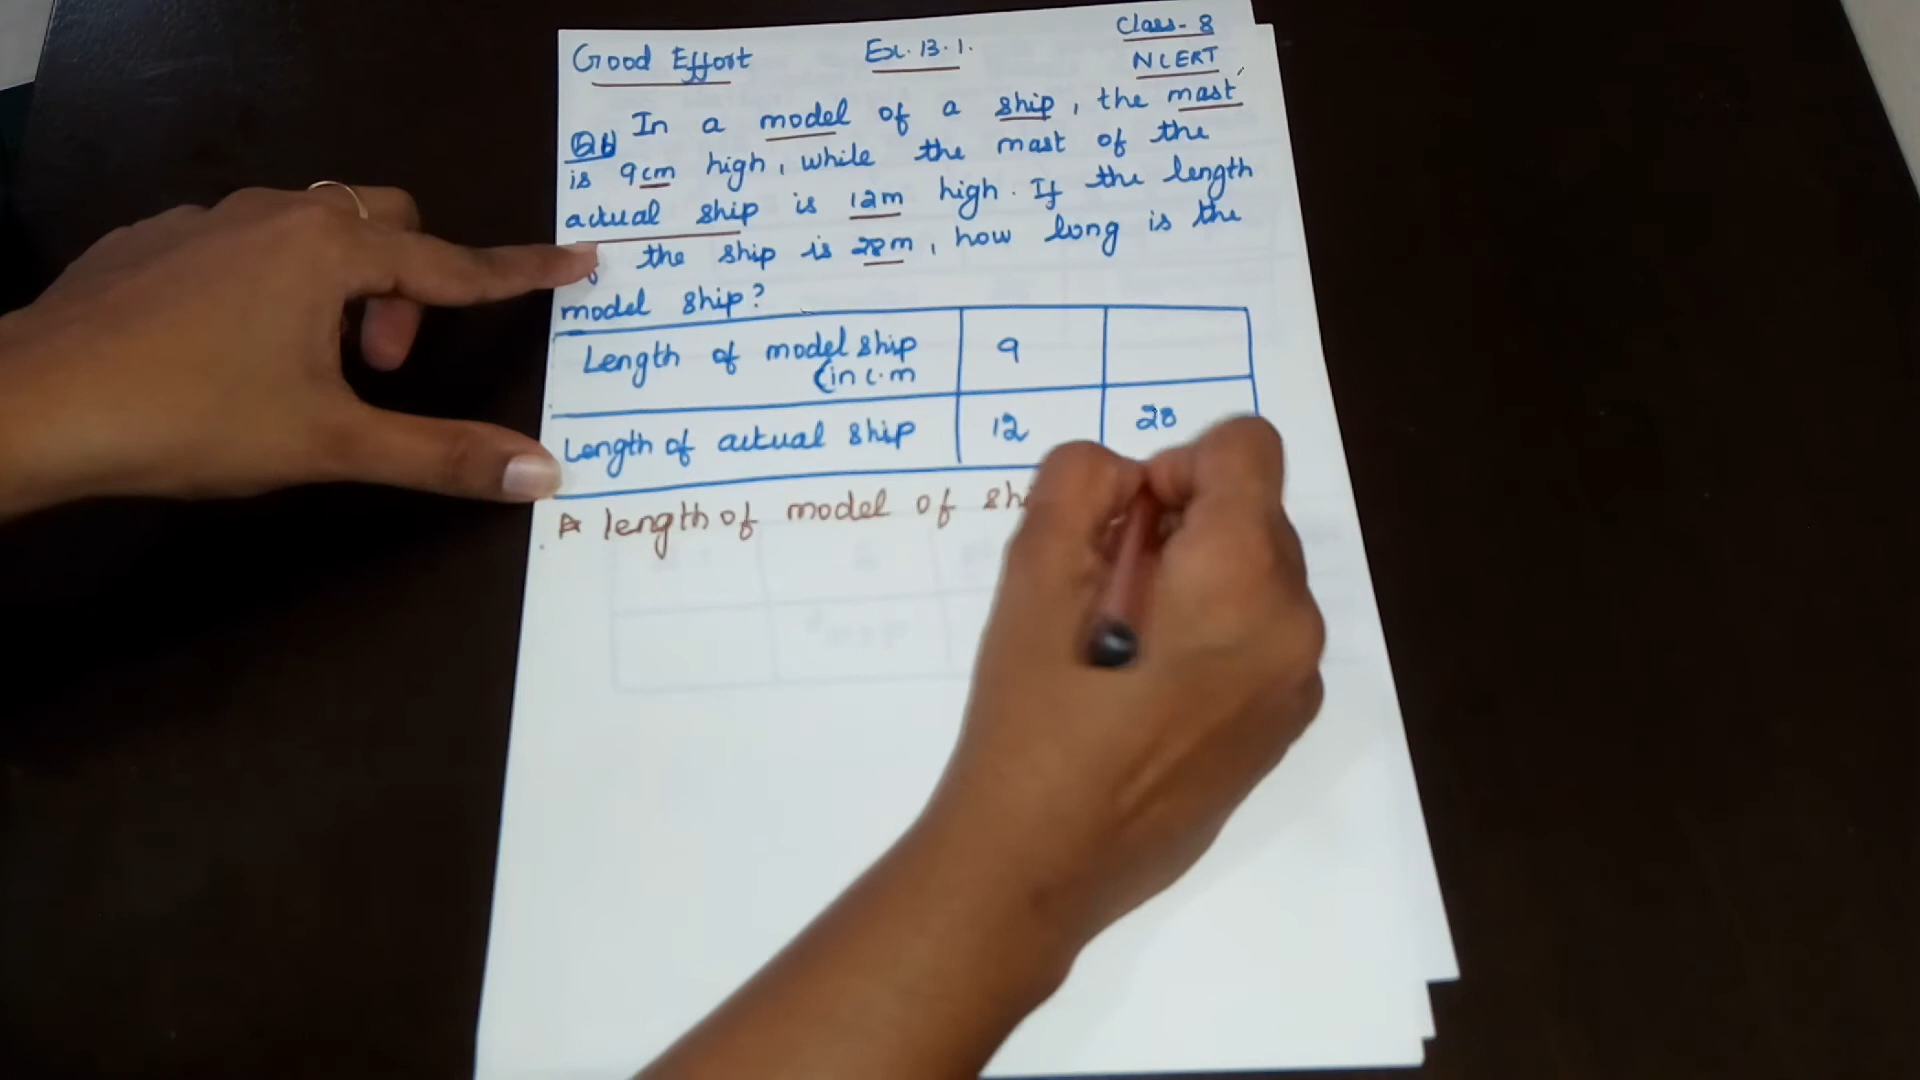 Good Effort
Ex. 13.1.
Class-8
NCERT
In a model of a ship, the mast
is 9cm high, while the mast of the
actual ship is 12m high. If the length
the ship is 28m, how long is the
model ship?
Length of model ship 9
(in c.m
Length of actual ship 12 28
A length of model of